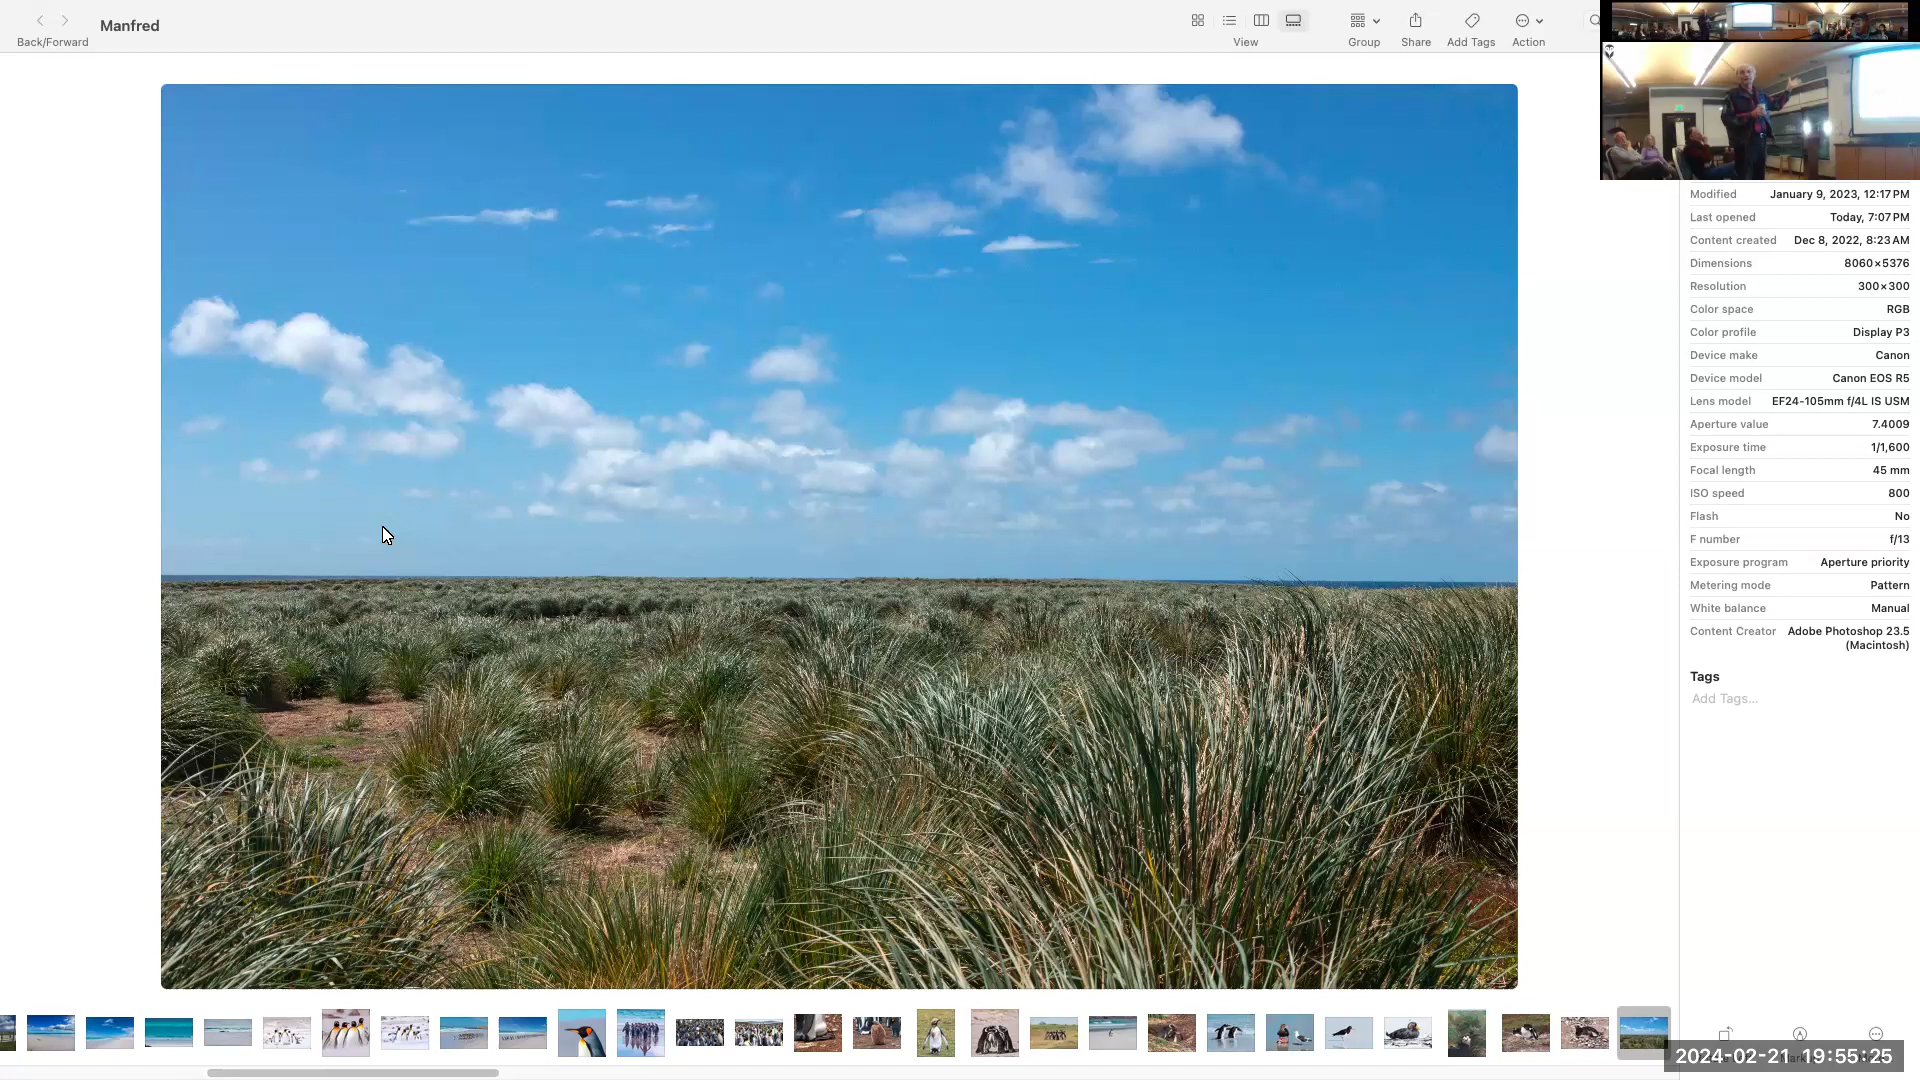 Manfred
Back/Forward
View
Group
Share
Add Tags
Action
Modified January 9, 2023, 12:17 PM
Last opened Today, 7:07 PM
Content created Dec 8, 2022, 8:23 AM
Dimensions 8060×5376
Resolution 300×300
Color space RGB
Color profile Display P3
Device make Canon
Device model Canon EOS R5
Lens model EF24-105mm f/4L IS USM
Aperture value 7.4009
Exposure time 1/1,600
Focal length 45 mm
ISO speed 800
Flash No
F number f/13
Exposure program Aperture priority
Metering mode Pattern
White balance Manual
Content Creator Adobe Photoshop 23.5
(Macintosh)
Tags
Add Tags...
2024-02-21 19:55:25